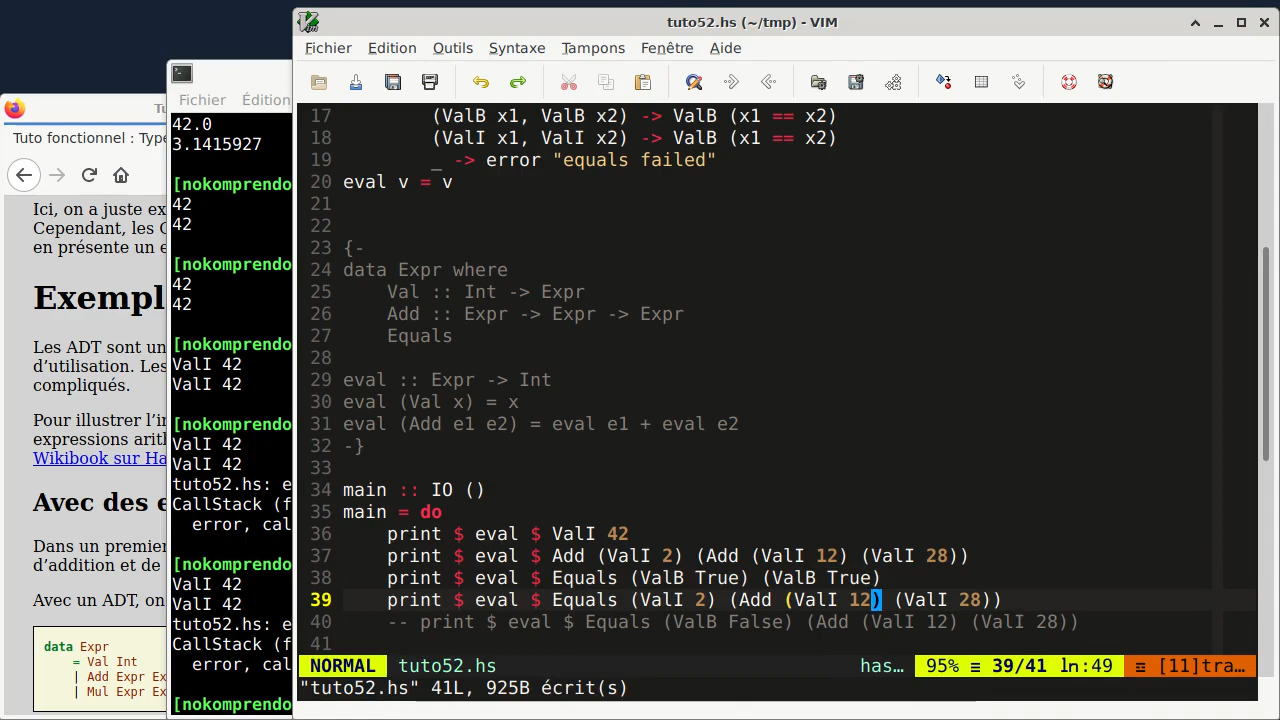 tuto52.hs (~/tmp) - VIM
Fichier Edition Outils Syntaxe Tampons Fenêtre Aide
17 (ValB x1, ValB x2) -> ValB (x1 == x2)
18 (ValI x1, ValI x2) -> ValB (x1 == x2)
19 _ -> error "equals failed"
20 eval v = v
21
22
23 {-
24 data Expr where
25 Val :: Int -> Expr
26 Add :: Expr -> Expr -> Expr
27 Equals
28
29 eval :: Expr -> Int
30 eval (Val x) = x
31 eval (Add e1 e2) = eval e1 + eval e2
32 -}
33
34 main :: IO ()
35 main = do
36 print $ eval $ ValI 42
37 print $ eval $ Add (ValI 2) (Add (ValI 12) (ValI 28))
38 print $ eval $ Equals (ValB True) (ValB True)
39 print $ eval $ Equals (ValI 2) (Add (ValI 12) (ValI 28))
40 -- print $ eval $ Equals (ValB False) (Add (ValI 12) (ValI 28))
41
NORMAL tuto52.hs has… 95% ≡ 39/41 ㏑:49 ☲ [11]tra…
"tuto52.hs" 41L, 925B écrit(s)
Fichier Édition
42.0
3.1415927
[nokomprendo
42
42
[nokomprendo
42
42
[nokomprendo
ValI 42
ValI 42
[nokomprendo
ValI 42
ValI 42
tuto52.hs: e
CallStack (f
error, cal
[nokomprendo
ValI 42
ValI 42
tuto52.hs: e
CallStack (f
error, cal
[nokomprendo
Tuto fonctionnel : Type
Ici, on a juste ex
Cependant, les
en présente un e
Exempl
Les ADT sont un
d’utilisation. Les
compliqués.
Pour illustrer l’i
expressions arit
Wikibook sur Ha
Avec des e
Dans un premier
d’addition et de
Avec un ADT, on
data Expr
= Val Int
| Add Expr Ex
| Mul Expr Ex